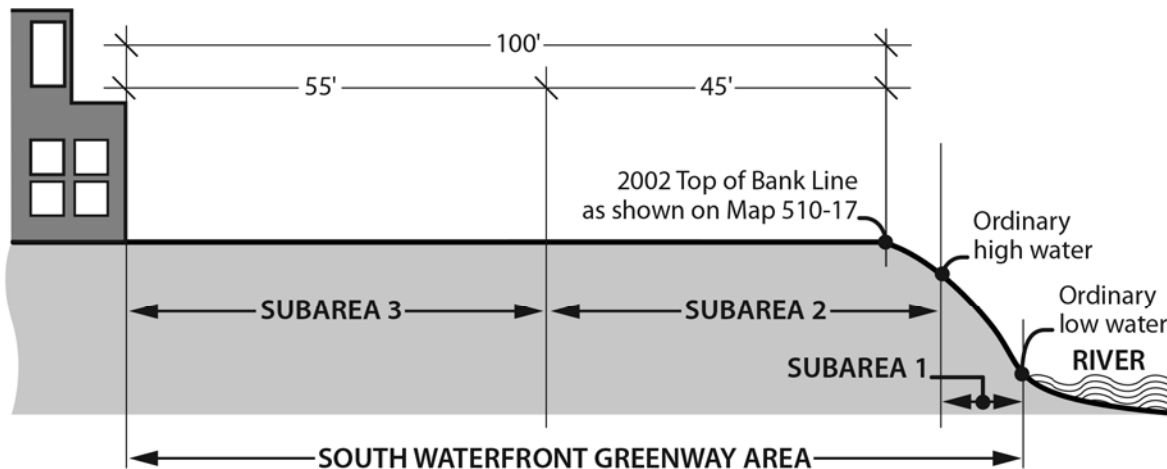 100'
55'
45'
2002 Top of Bank Line
as shown on Map 510-17
Ordinary
high water
Ordinary
low water
SUBAREA 3
SUBAREA 2
SUBAREA 1
RIVER
SOUTH WATERFRONT GREENWAY AREA